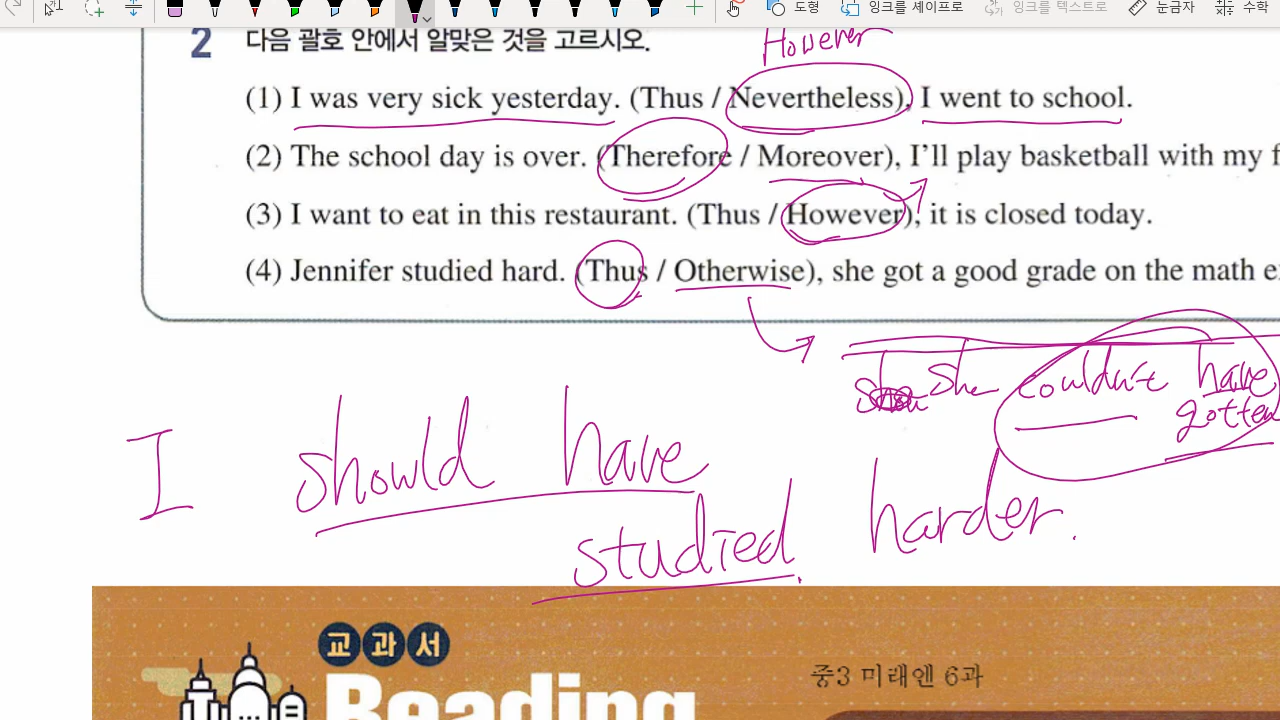 도형 잉크를 셰이프로 잉크를 텍스트로 눈금자 수학
However
2 다음 괄호 안에서 알맞은 것을 고르시오.
(1) I was very sick yesterday. (Thus / Nevertheless), I went to school.
(2) The school day is over. (Therefore / Moreover), I'll play basketball with my
(3) I want to eat in this restaurant. (Thus / However), it is closed today.
(4) Jennifer studied hard. (Thus / Otherwise), she got a good grade on the math
She couldn't have
gotten
I should have
studied harder.
교과서
Reading
중3 미래엔 6과